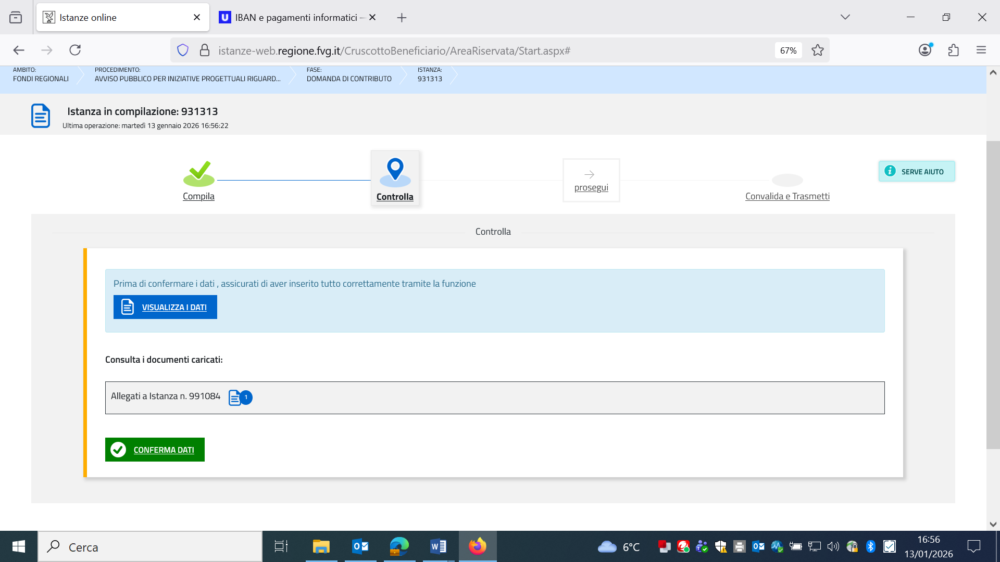 Istanze online
IBAN e pagamenti informatici –
istanze-web.regione.fvg.it/CruscottoBeneficiario/AreaRiservata/Start.aspx#
67%
AMBITO:
FONDI REGIONALI
PROCEDIMENTO:
AVVISO PUBBLICO PER INIZIATIVE PROGETTUALI RIGUARD...
FASE:
DOMANDA DI CONTRIBUTO
ISTANZA:
931313
Istanza in compilazione: 931313
Ultima operazione: martedì 13 gennaio 2026 16:56:22
Compila
Controlla
prosegui
Convalida e Trasmetti
SERVE AIUTO
Controlla
Prima di confermare i dati , assicurati di aver inserito tutto correttamente tramite la funzione
VISUALIZZA I DATI
Consulta i documenti caricati:
Allegati a Istanza n. 991084
1
CONFERMA DATI
Cerca
6°C
16:56
13/01/2026